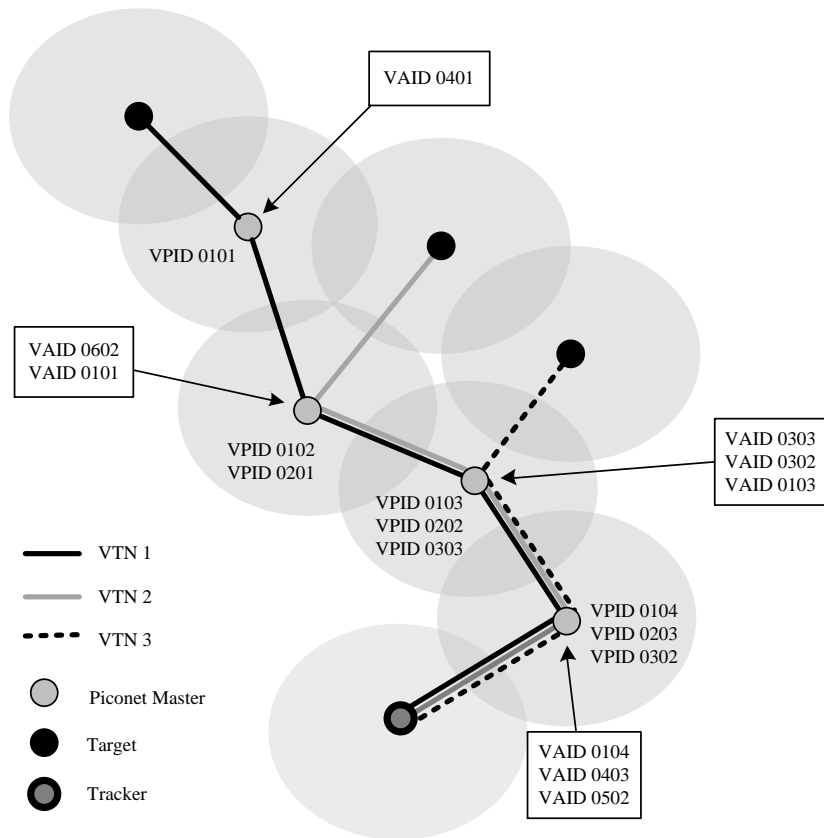 VAID 0401
VPID 0101
VAID 0602
VAID 0101
VPID 0102
VPID 0201
VAID 0303
VAID 0302
VAID 0103
VPID 0103
VPID 0202
VPID 0303
VTN 1
VTN 2
VTN 3
VPID 0104
VPID 0203
VPID 0302
Piconet Master
Target
Tracker
VAID 0104
VAID 0403
VAID 0502